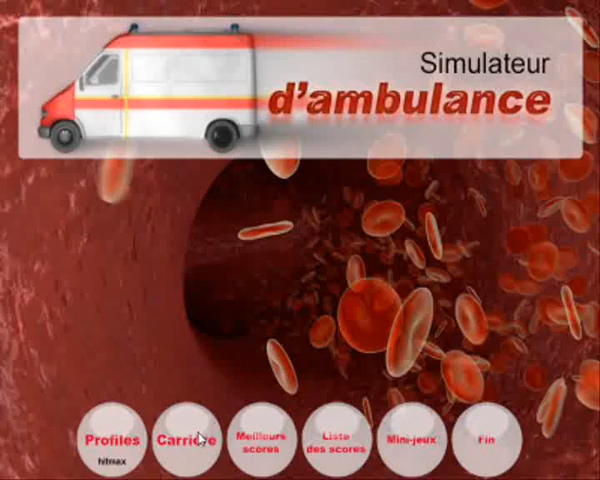 Simulateur
d'ambulance
Profiles
hitmax
Carrière
Meilleurs
scores
Liste
des scores
Mini-jeux
Fin